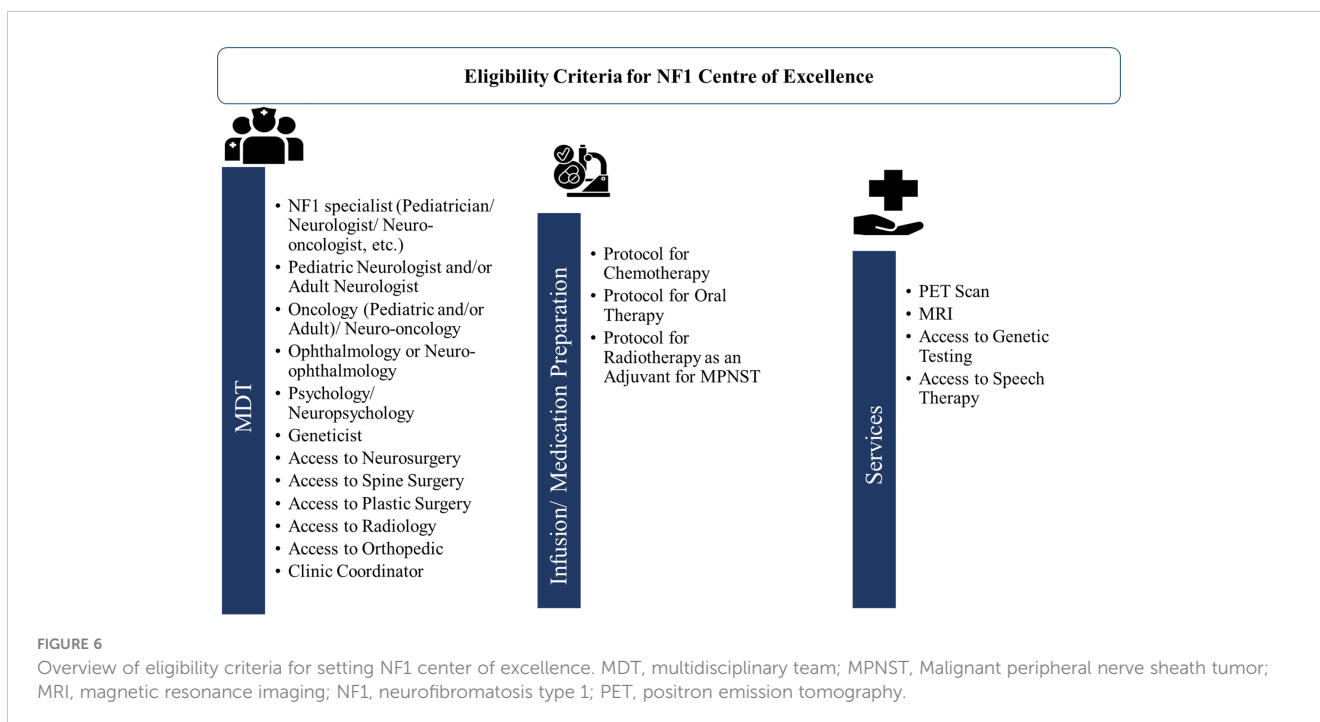 Eligibility Criteria for NF1 Centre of Excellence
MDT
• NF1 specialist (Pediatrician/
Neurologist/ Neuro-
oncologist, etc.)
• Pediatric Neurologist and/or
Adult Neurologist
• Oncology (Pediatric and/or
Adult)/ Neuro-oncology
• Ophthalmology or Neuro-
ophthalmology
• Psychology/
Neuropsychology
• Geneticist
• Access to Neurosurgery
• Access to Spine Surgery
• Access to Plastic Surgery
• Access to Radiology
• Access to Orthopedic
• Clinic Coordinator
Infusion/ Medication Preparation
• Protocol for
Chemotherapy
• Protocol for Oral
Therapy
• Protocol for
Radiotherapy as an
Adjuvant for MPNST
Services
• PET Scan
• MRI
• Access to Genetic
Testing
• Access to Speech
Therapy
FIGURE 6
Overview of eligibility criteria for setting NF1 center of excellence. MDT, multidisciplinary team; MPNST, Malignant peripheral nerve sheath tumor;
MRI, magnetic resonance imaging; NF1, neurofibromatosis type 1; PET, positron emission tomography.